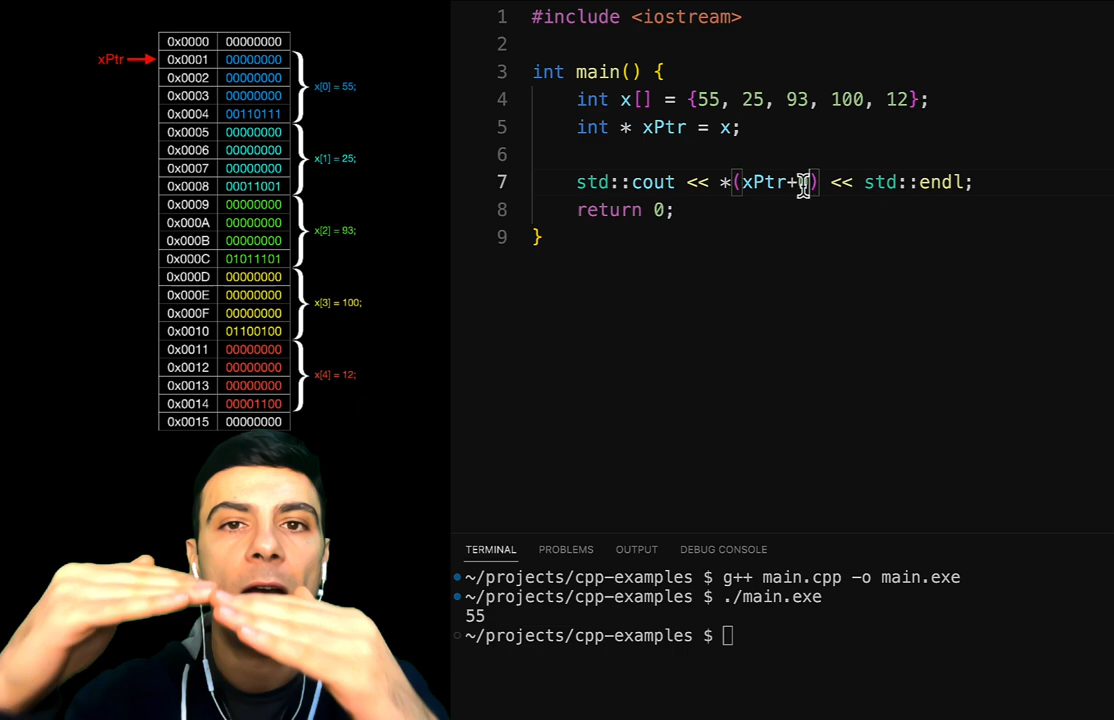 xPtr
0x0000 00000000
0x0001 00000000
0x0002 00000000
0x0003 00000000
0x0004 00110111
0x0005 00000000
0x0006 00000000
0x0007 00000000
0x0008 00011001
0x0009 00000000
0x000A 00000000
0x000B 00000000
0x000C 01011101
0x000D 00000000
0x000E 00000000
0x000F 00000000
0x0010 01100100
0x0011 00000000
0x0012 00000000
0x0013 00000000
0x0014 00001100
0x0015 00000000
x[0] = 55;
x[1] = 25;
x[2] = 93;
x[3] = 100;
x[4] = 12;
1 #include <iostream>
2
3 int main() {
4 int x[] = {55, 25, 93, 100, 12};
5 int * xPtr = x;
6
7 std::cout << *(xPtr+) << std::endl;
8 return 0;
9 }
TERMINAL PROBLEMS OUTPUT DEBUG CONSOLE
~/projects/cpp-examples $ g++ main.cpp -o main.exe
~/projects/cpp-examples $ ./main.exe
55
~/projects/cpp-examples $